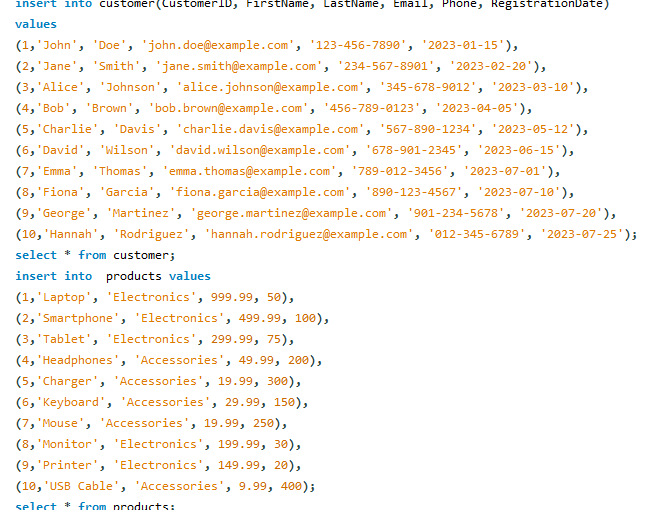 insert into customer(CustomerID, FirstName, LastName, Email, Phone, RegistrationDate)
values
(1,'John', 'Doe', 'john.doe@example.com', '123-456-7890', '2023-01-15'),
(2,'Jane', 'Smith', 'jane.smith@example.com', '234-567-8901', '2023-02-20'),
(3,'Alice', 'Johnson', 'alice.johnson@example.com', '345-678-9012', '2023-03-10'),
(4,'Bob', 'Brown', 'bob.brown@example.com', '456-789-0123', '2023-04-05'),
(5,'Charlie', 'Davis', 'charlie.davis@example.com', '567-890-1234', '2023-05-12'),
(6,'David', 'Wilson', 'david.wilson@example.com', '678-901-2345', '2023-06-15'),
(7,'Emma', 'Thomas', 'emma.thomas@example.com', '789-012-3456', '2023-07-01'),
(8,'Fiona', 'Garcia', 'fiona.garcia@example.com', '890-123-4567', '2023-07-10'),
(9,'George', 'Martinez', 'george.martinez@example.com', '901-234-5678', '2023-07-20'),
(10,'Hannah', 'Rodriguez', 'hannah.rodriguez@example.com', '012-345-6789', '2023-07-25');
select * from customer;
insert into  products values
(1,'Laptop', 'Electronics', 999.99, 50),
(2,'Smartphone', 'Electronics', 499.99, 100),
(3,'Tablet', 'Electronics', 299.99, 75),
(4,'Headphones', 'Accessories', 49.99, 200),
(5,'Charger', 'Accessories', 19.99, 300),
(6,'Keyboard', 'Accessories', 29.99, 150),
(7,'Mouse', 'Accessories', 19.99, 250),
(8,'Monitor', 'Electronics', 199.99, 30),
(9,'Printer', 'Electronics', 149.99, 20),
(10,'USB Cable', 'Accessories', 9.99, 400);
select * from products;